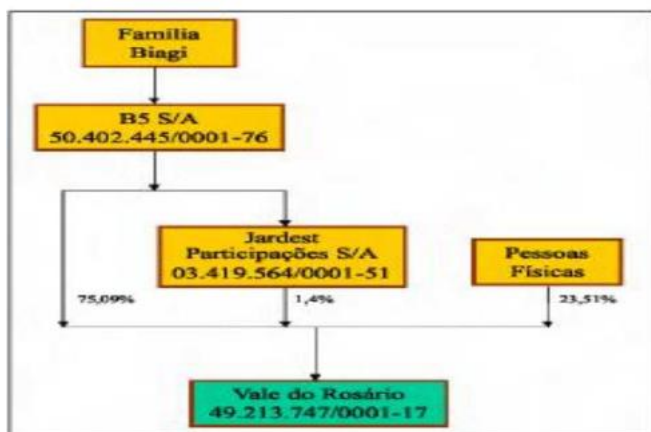 Família
Biagi
B5 S/A
50.402.445/0001-76
Jardest
Participações S/A
03.419.564/0001-51
Pessoas
Físicas
75,09%
1,4%
23,51%
Vale do Rosário
49.213.747/0001-17